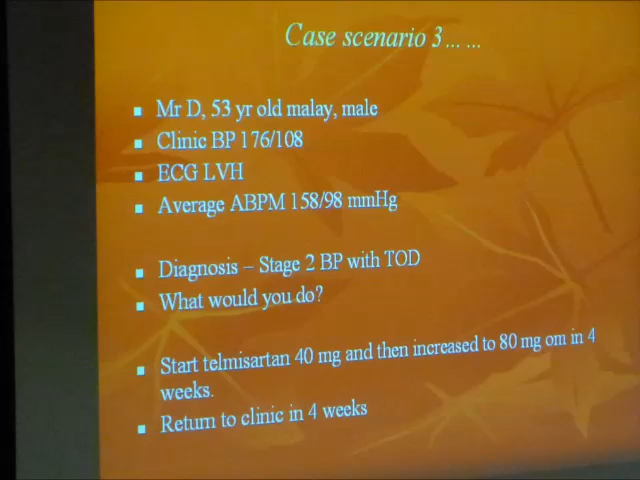 Case scenario 3……
▪ Mr D, 53 yr old malay, male
▪ Clinic BP 176/108
▪ ECG LVH
▪ Average ABPM 158/98 mmHg
▪ Diagnosis – Stage 2 BP with TOD
▪ What would you do?
▪ Start telmisartan 40 mg and then increased to 80 mg om in 4
weeks.
▪ Return to clinic in 4 weeks